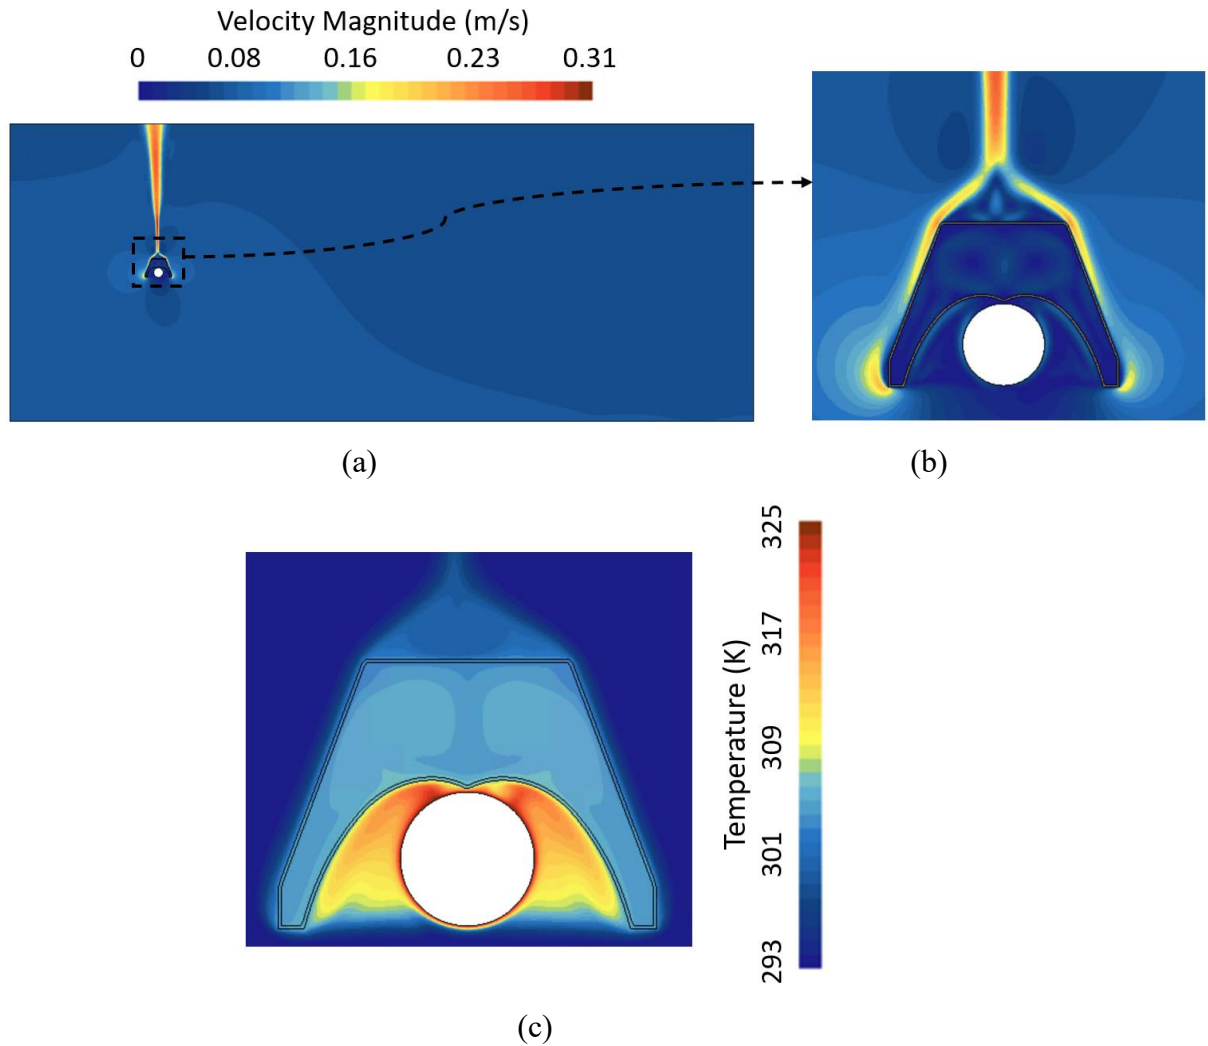 Velocity Magnitude (m/s)
0 0.08 0.16 0.23 0.31
(a)
(b)
Temperature (K)
325
317
309
301
293
(c)